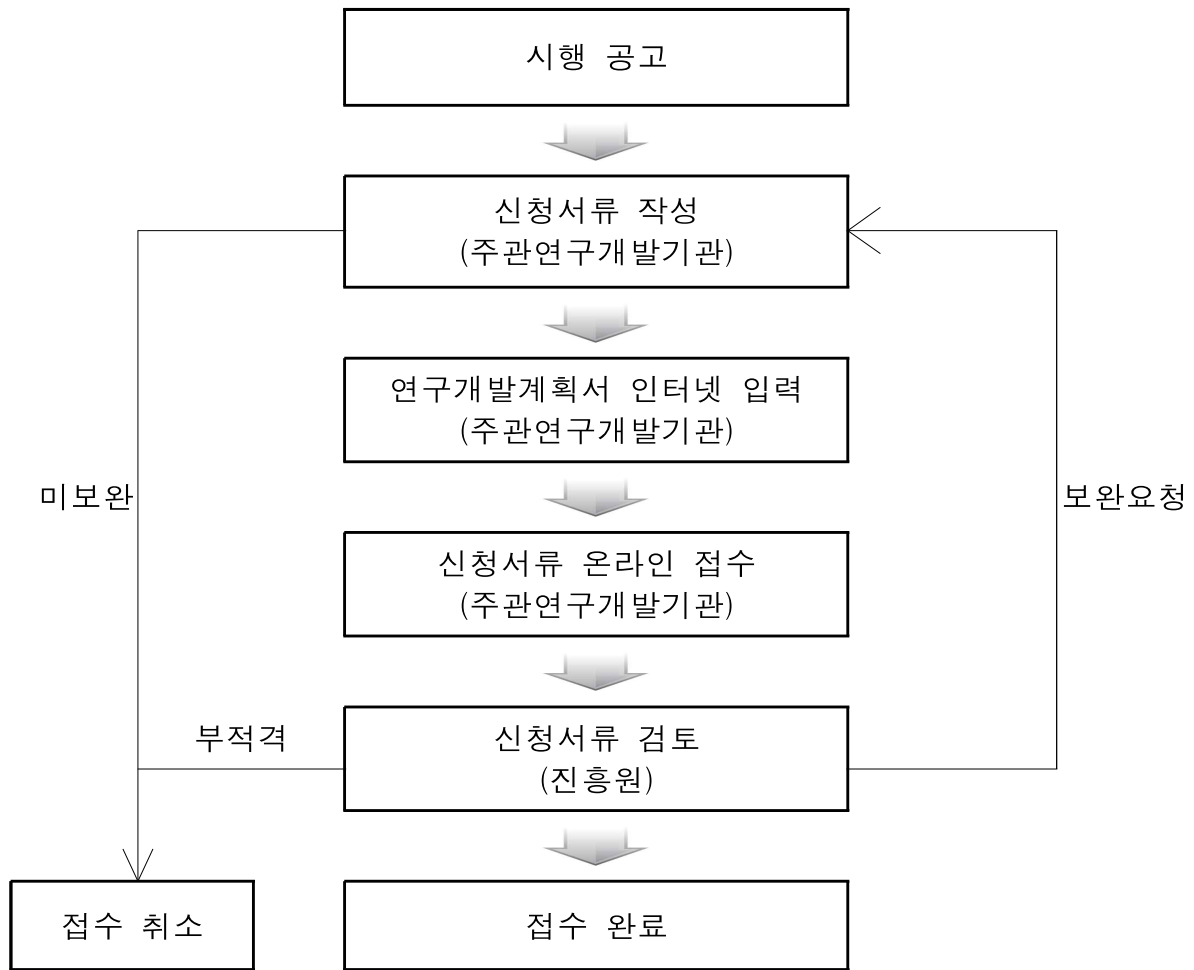 시행 공고
신청서류 작성
(주관연구개발기관)
연구개발계획서 인터넷 입력
(주관연구개발기관)
미보완
보완요청
신청서류 온라인 접수
(주관연구개발기관)
부적격
신청서류 검토
(진흥원)
접수 취소
접수 완료